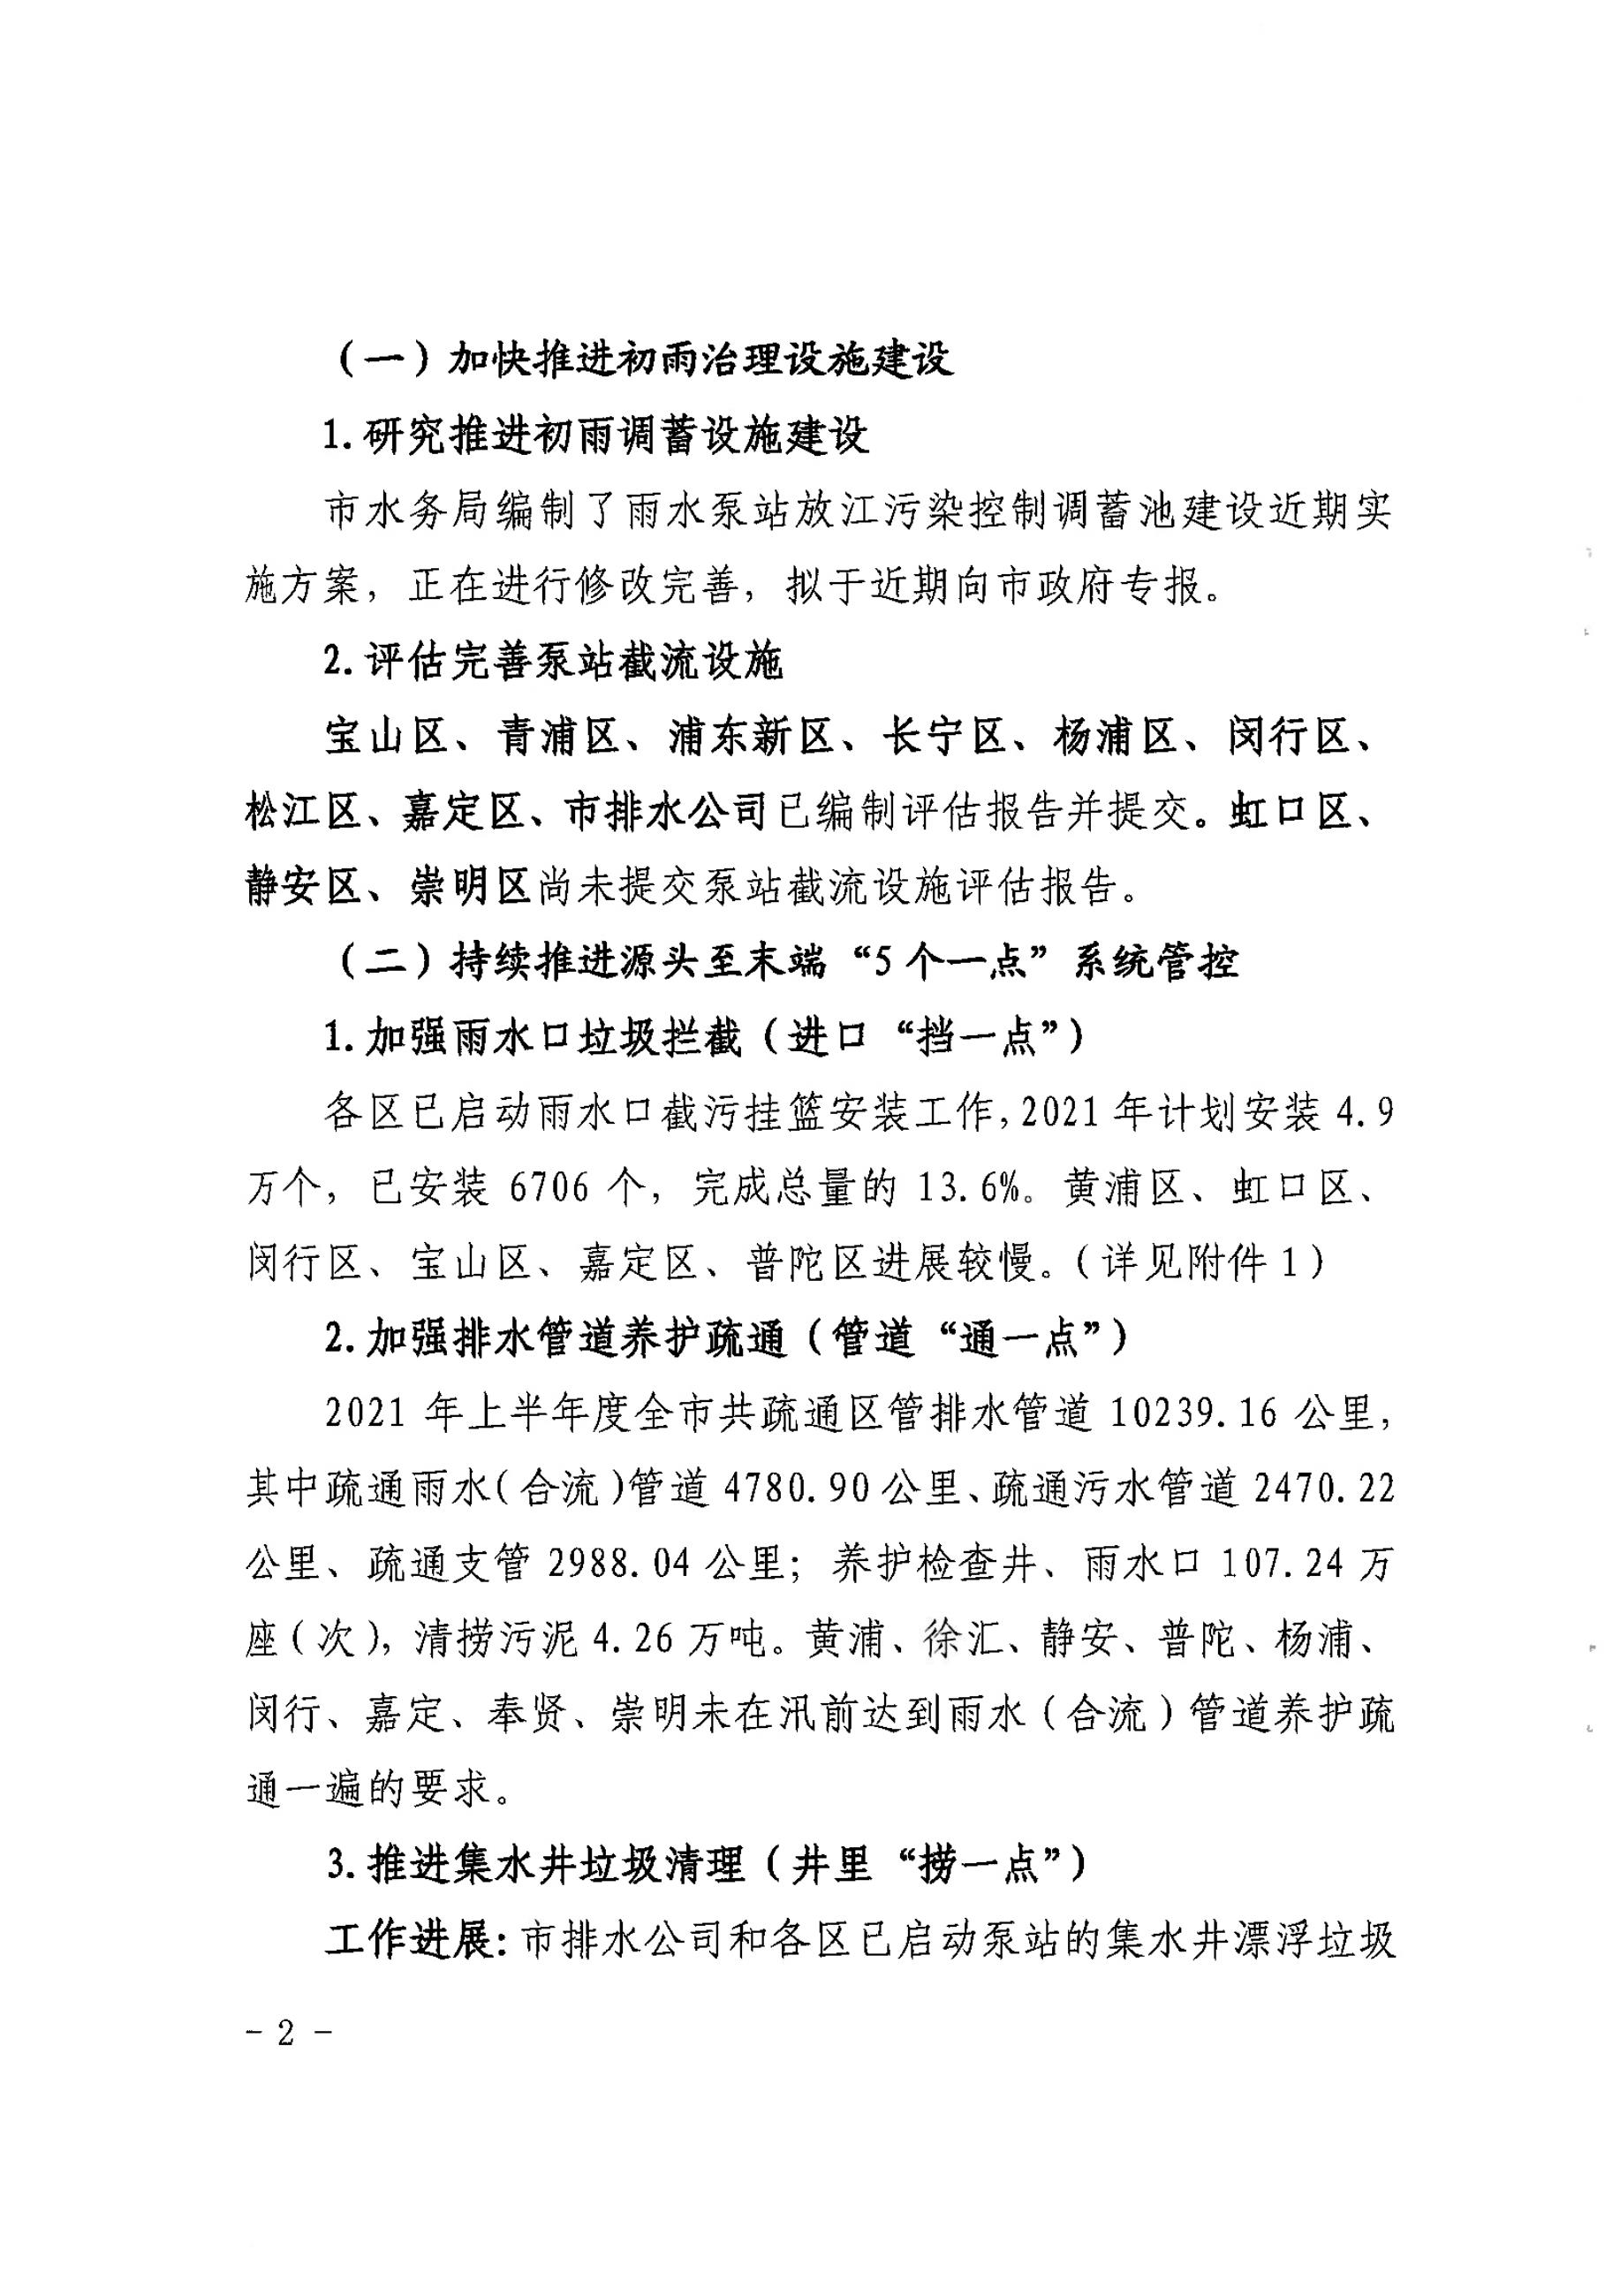 （一）加快推进初雨治理设施建设
1.研究推进初雨调蓄设施建设
市水务局编制了雨水泵站放江污染控制调蓄池建设近期实
施方案，正在进行修改完善，拟于近期向市政府专报。
2.评估完善泵站截流设施
宝山区、青浦区、浦东新区、长宁区、杨浦区、闵行区、
松江区、嘉定区、市排水公司已编制评估报告并提交。虹口区、
静安区、崇明区尚未提交泵站截流设施评估报告。
（二）持续推进源头至末端“5个一点”系统管控
1.加强雨水口垃圾拦截（进口“挡一点”）
各区已启动雨水口截污挂篮安装工作，2021年计划安装4.9
万个，已安装6706个，完成总量的13.6%。黄浦区、虹口区、
闵行区、宝山区、嘉定区、普陀区进展较慢。（详见附件1）
2.加强排水管道养护疏通（管道“通一点”）
2021年上半年度全市共疏通区管排水管道10239.16公里，
其中疏通雨水（合流）管道4780.90公里、疏通污水管道2470.22
公里、疏通支管2988.04公里；养护检查井、雨水口107.24万
座（次），清捞污泥4.26万吨。黄浦、徐汇、静安、普陀、杨浦、
闵行、嘉定、奉贤、崇明未在汛前达到雨水（合流）管道养护疏
通一遍的要求。
3.推进集水井垃圾清理（井里“捞一点”）
工作进展：市排水公司和各区已启动泵站的集水井漂浮垃圾
- 2 -